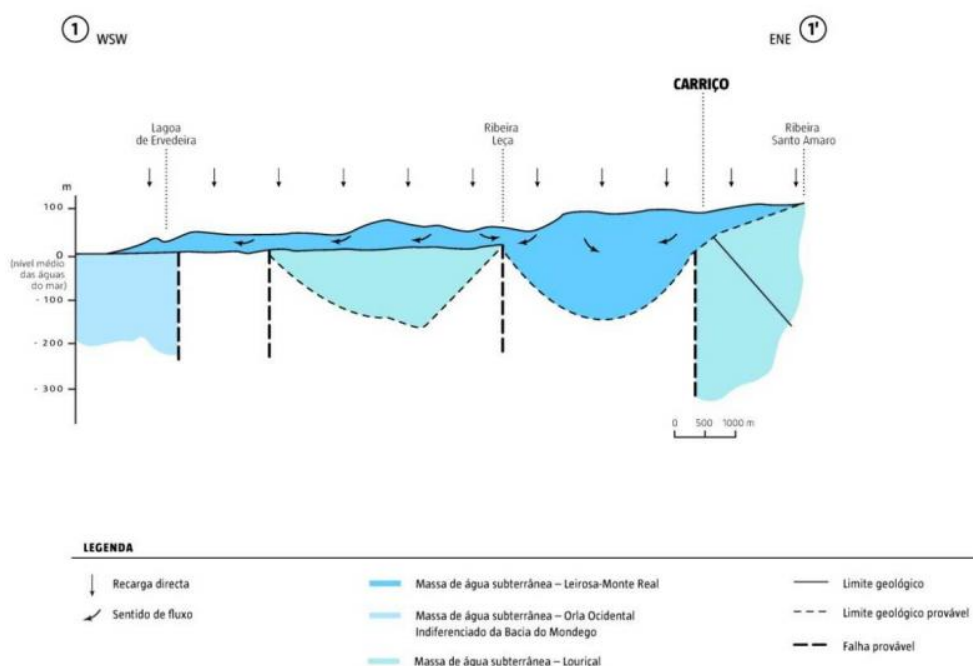 1 WSW
ENE 1'
CARRIÇO
Lagoa
de Ervedeira
Ribeira
Leça
Ribeira
Santo Amaro
m
100
0
(nível médio
das águas
do mar)
- 100
- 200
- 300
0 500 1000 m
LEGENDA
Recarga directa
Sentido de fluxo
Massa de água subterrânea – Leirosa-Monte Real
Massa de água subterrânea – Orla Ocidental
Indiferenciado da Bacia do Mondego
Massa de água subterrânea – Louriçal
Limite geológico
Limite geológico provável
Falha provável